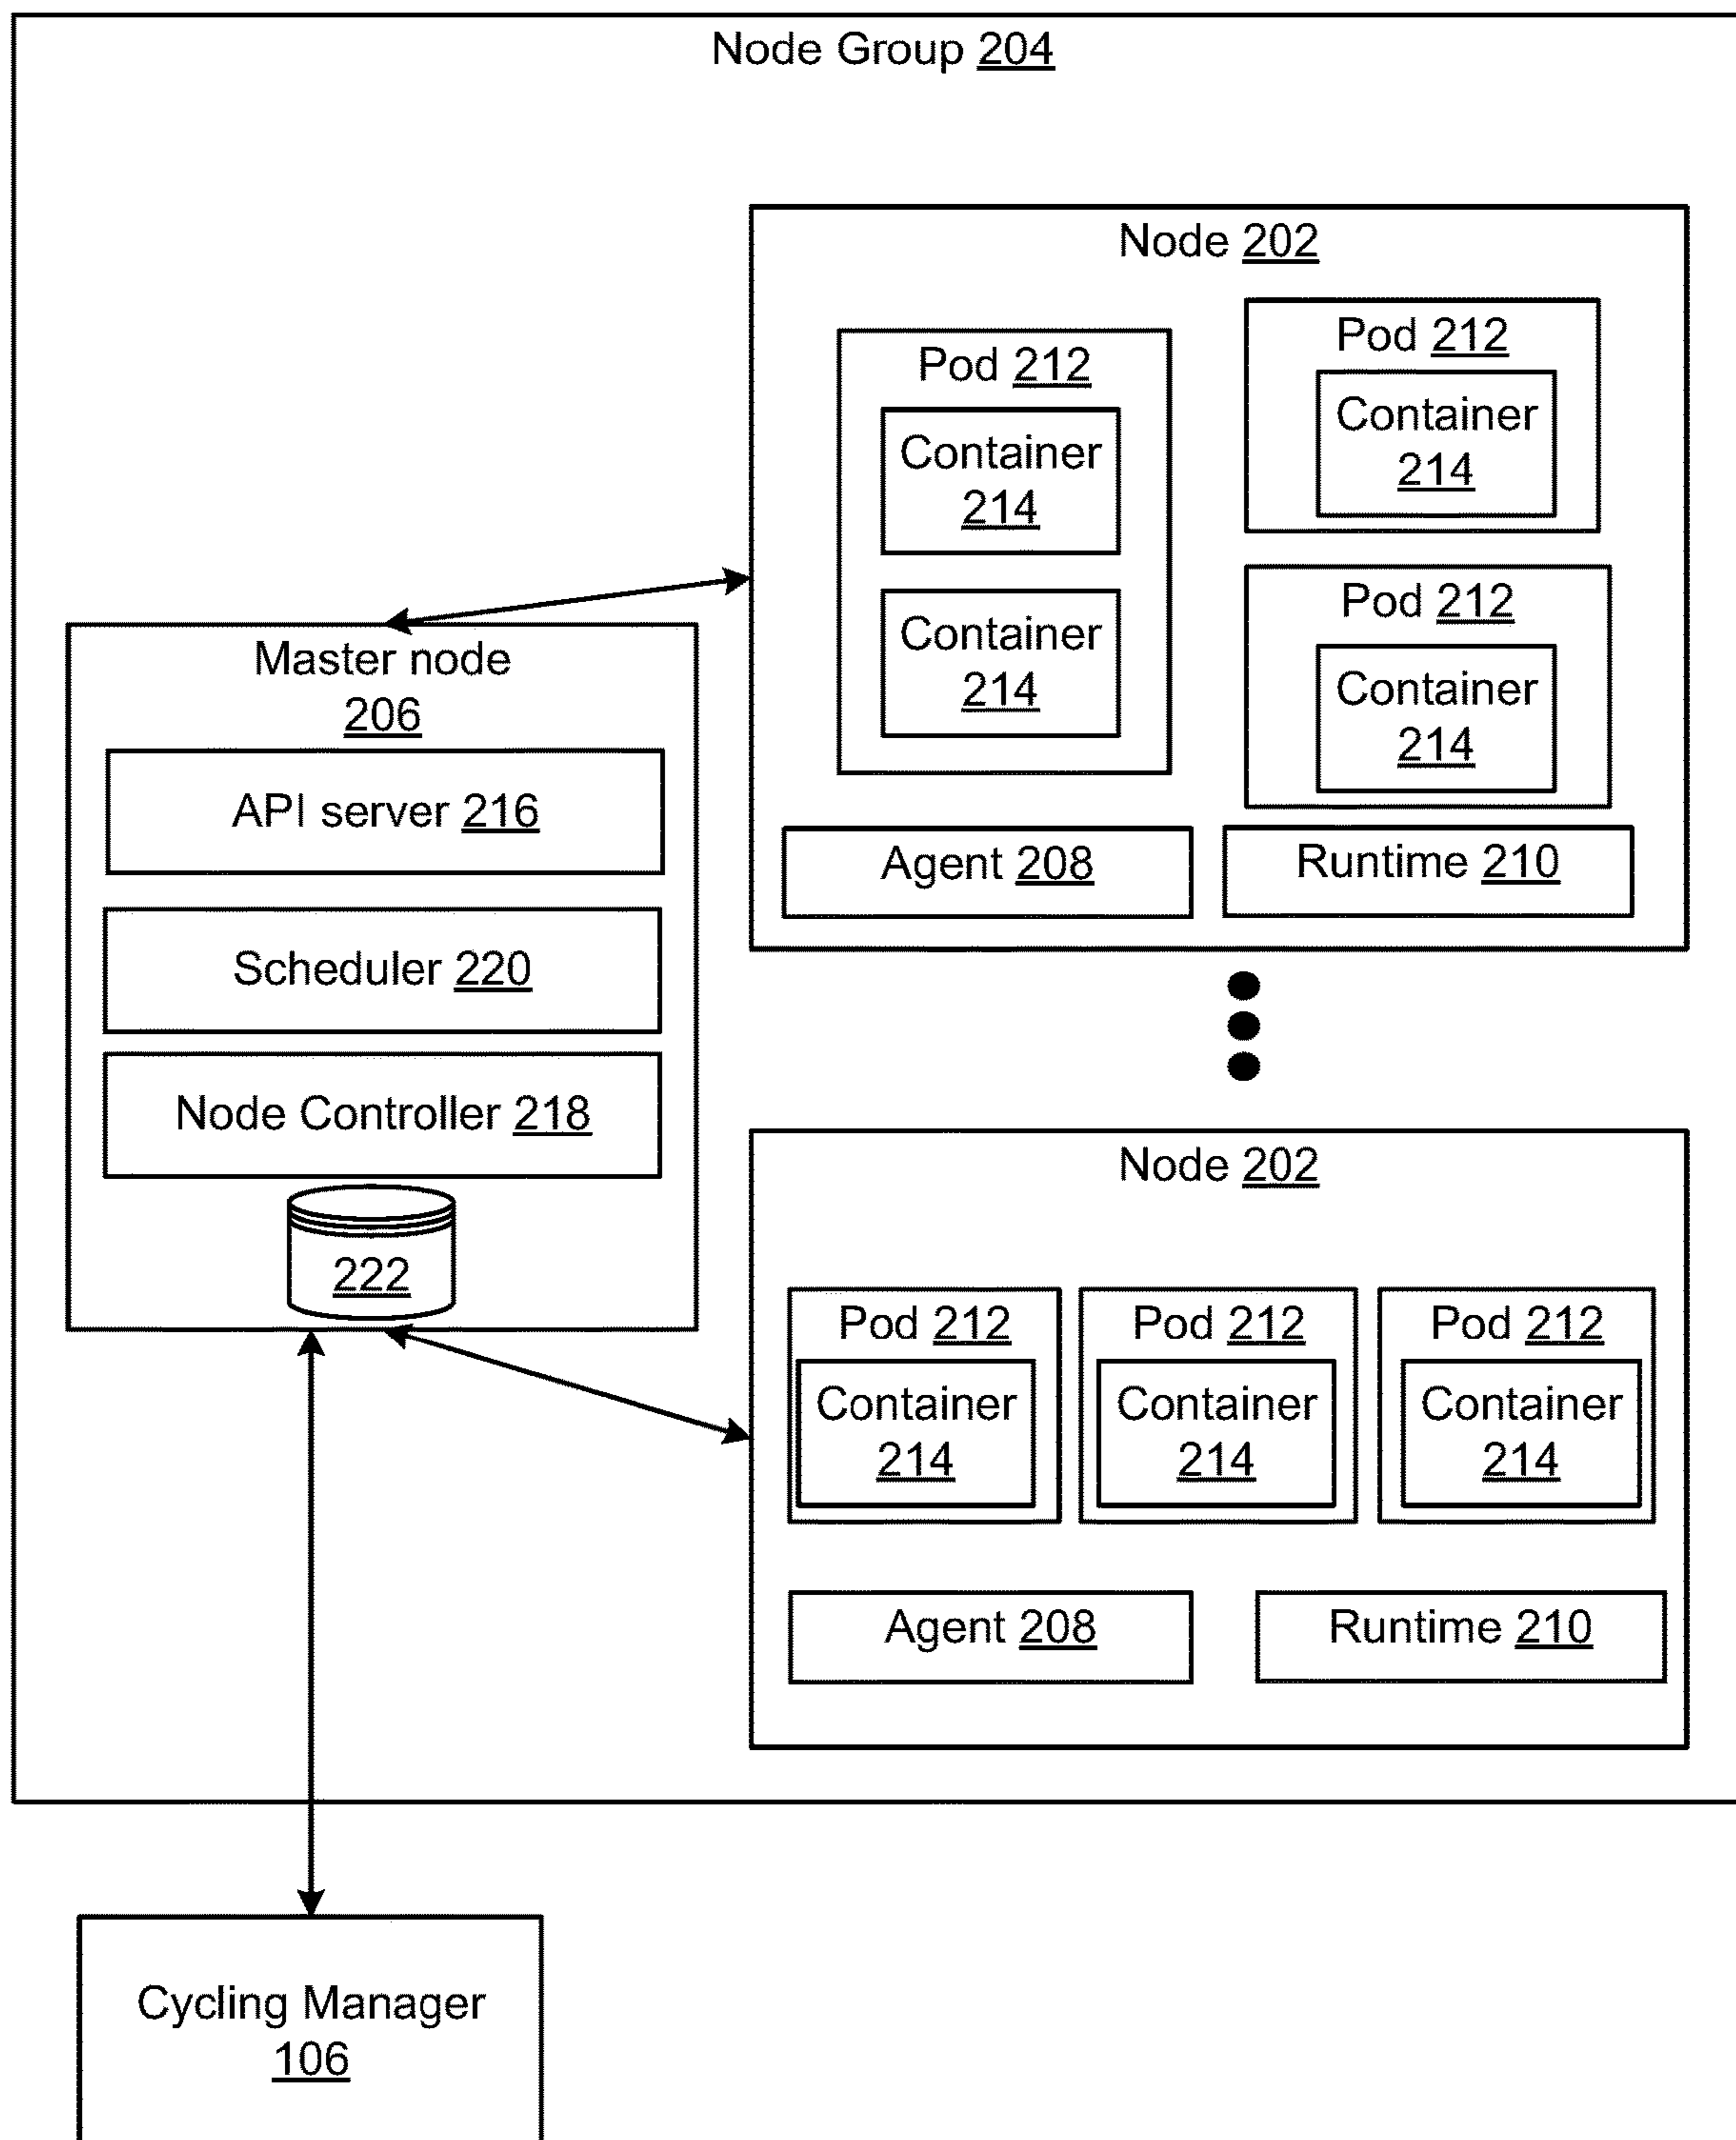 Node Group 204
Node 202
Pod 212
Container
214
Container
214
Pod 212
Container
214
Pod 212
Container
214
Agent 208
Runtime 210
Master node
206
API server 216
Scheduler 220
Node Controller 218
222
Node 202
Pod 212
Container
214
Pod 212
Container
214
Pod 212
Container
214
Agent 208
Runtime 210
Cycling Manager
106